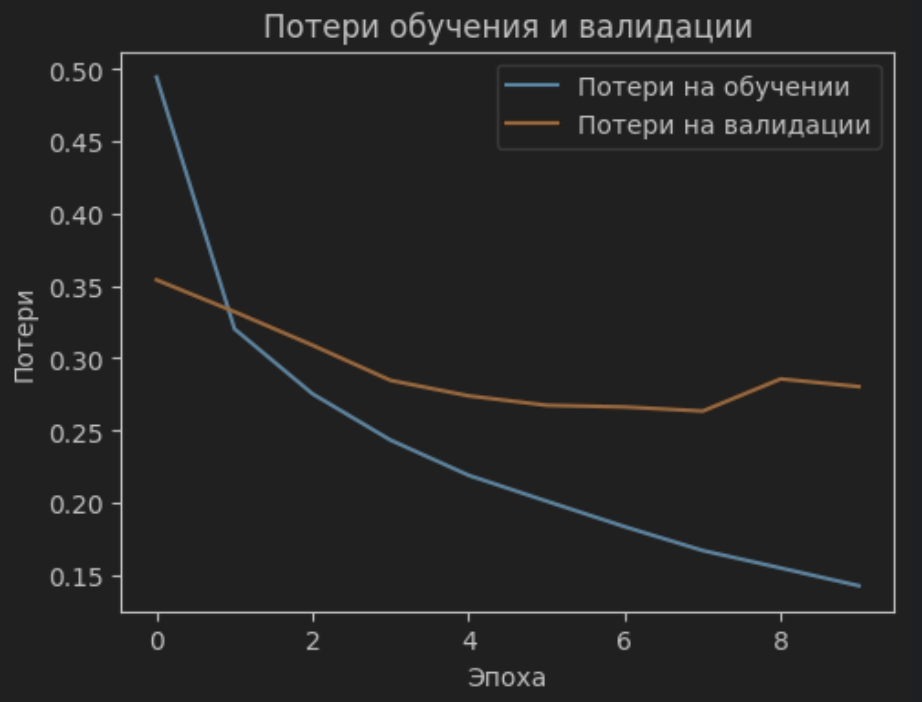 Потери обучения и валидации
Потери на обучении
Потери на валидации
0.50
0.45
0.40
0.35
0.30
0.25
0.20
0.15
Потери
0
2
4
6
8
Эпоха